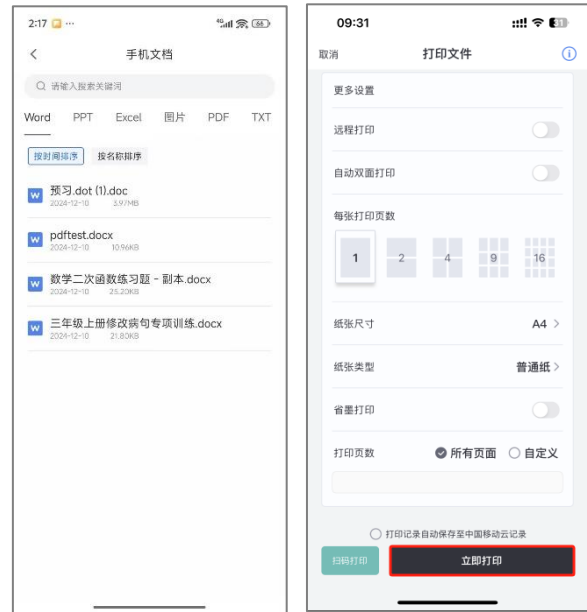 2:17 ... 4G 66
手机文档
请输入搜索关键词
Word PPT Excel 图片 PDF TXT
按时间排序 按名称排序
W 预习.dot (1).doc
2024-12-10 3.97MB
W pdftest.docx
2024-12-10 10.96KB
W 数学二次函数练习题 - 副本.docx
2024-12-10 25.20KB
W 三年级上册修改病句专项训练.docx
2024-12-10 21.80KB
09:31 31
取消 打印文件
更多设置
远程打印
自动双面打印
每张打印页数
1 2 4 9 16
纸张尺寸 A4 >
纸张类型 普通纸 >
省墨打印
打印页数 所有页面 自定义
打印记录自动保存至中国移动云记录
扫码打印 立即打印